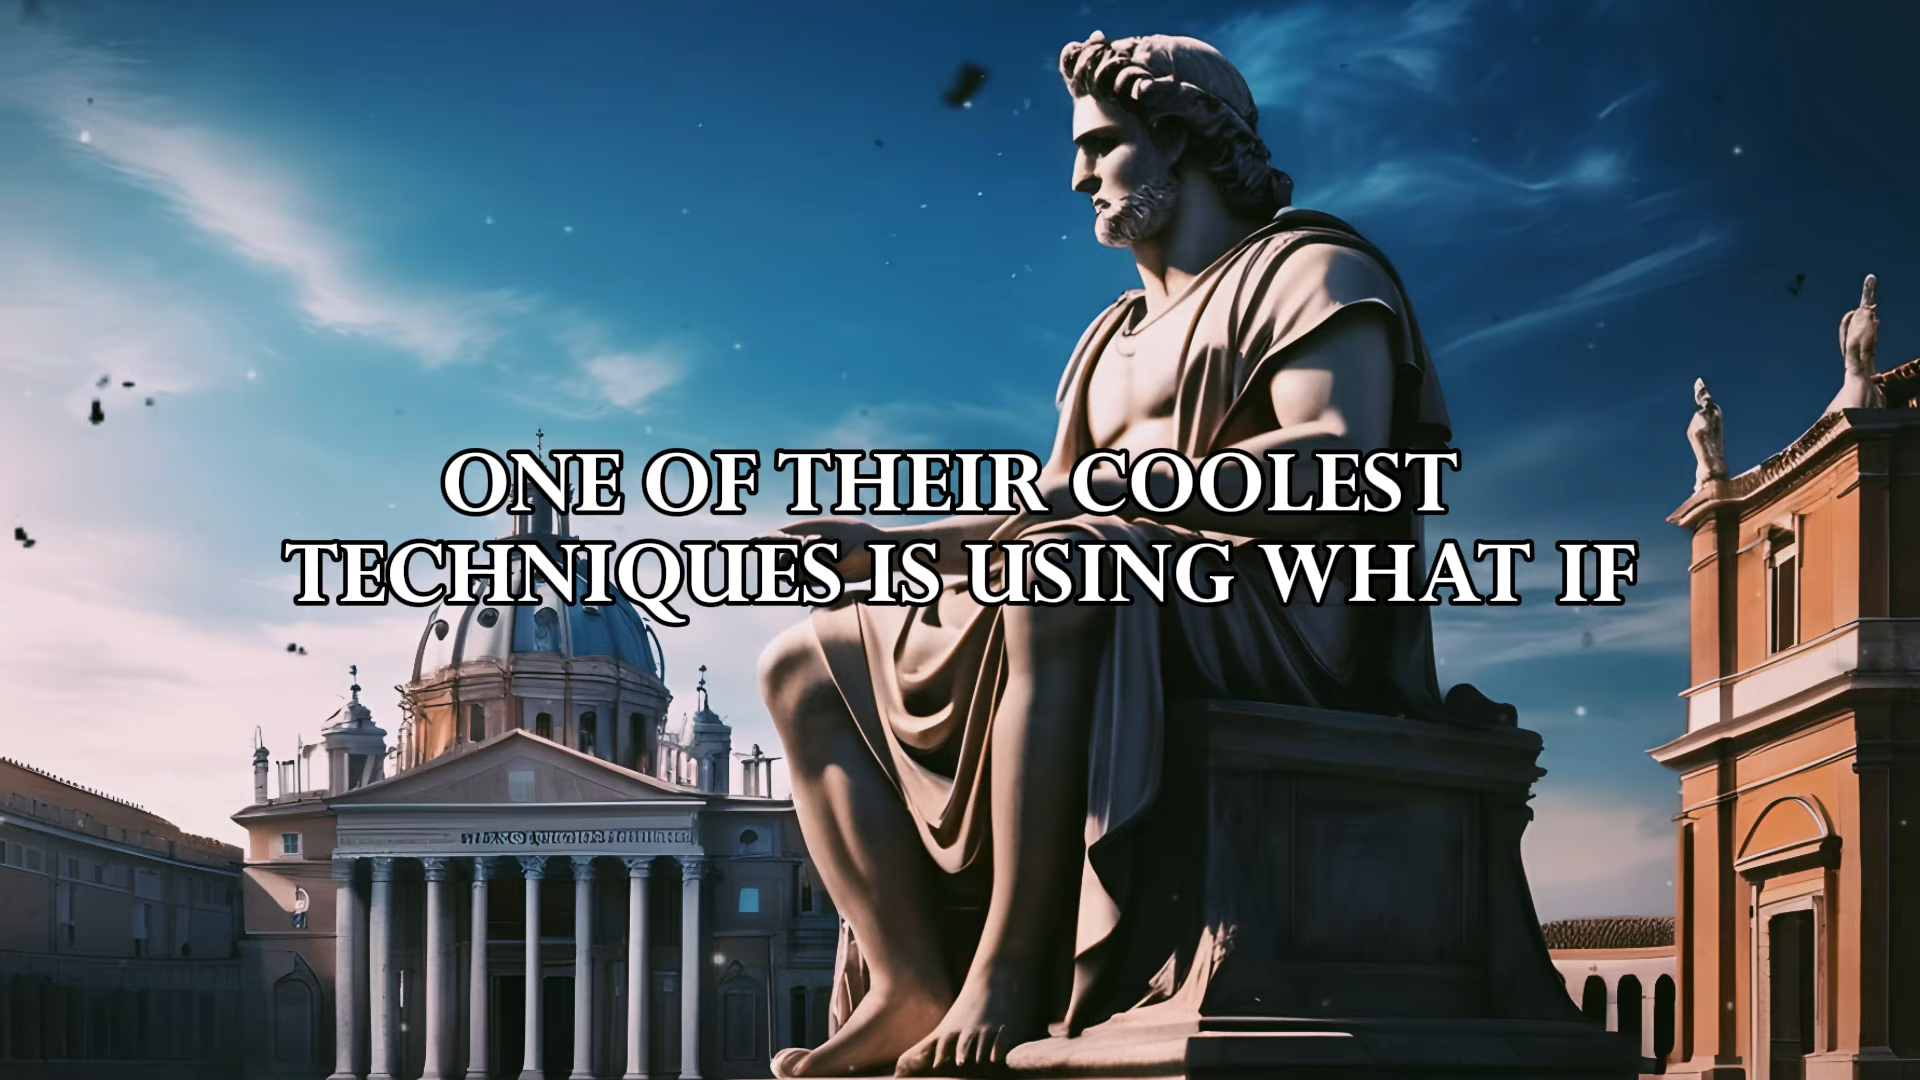 ONE OF THEIR COOLEST
TECHNIQUES IS USING WHAT IF